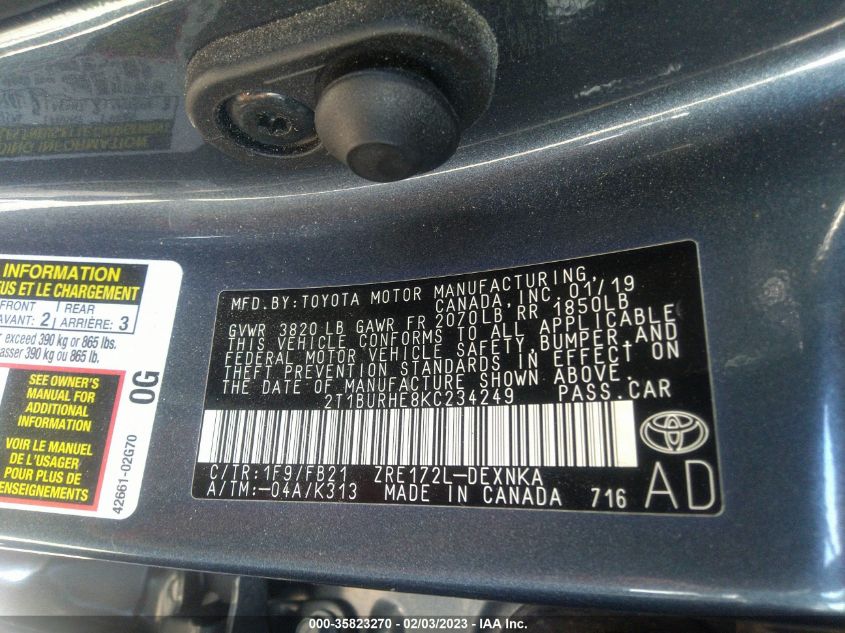 INFORMATION
US ET LE CHARGEMENT
FRONT 1 REAR
AVANT: 2 ARRIÈRE: 3
exceed 390 kg or 865 lbs.
asser 390 kg ou 865 lb.
SEE OWNER'S
MANUAL FOR
ADDITIONAL
INFORMATION
VOIR LE MANUEL
DE L'USAGER
POUR PLUS DE
RENSEIGNEMENTS
0G
42661-02G70
MFD.BY:TOYOTA MOTOR MANUFACTURING,
CANADA, INC. 01/19
GVWR 3820 LB GAWR FR 2070LB, RR 1850LB
THIS VEHICLE CONFORMS TO ALL APPLICABLE
FEDERAL MOTOR VEHICLE SAFETY, BUMPER, AND
THEFT PREVENTION STANDARDS IN EFFECT ON
THE DATE OF MANUFACTURE SHOWN ABOVE.
2T1BURHE8KC234249 PASS.CAR
C/TR:1F9/FB21 ZRE172L-DEXNKA
A/TM:-04A/K313 MADE IN CANADA 716 AD
000-35823270 - 02/03/2023 - IAA Inc.